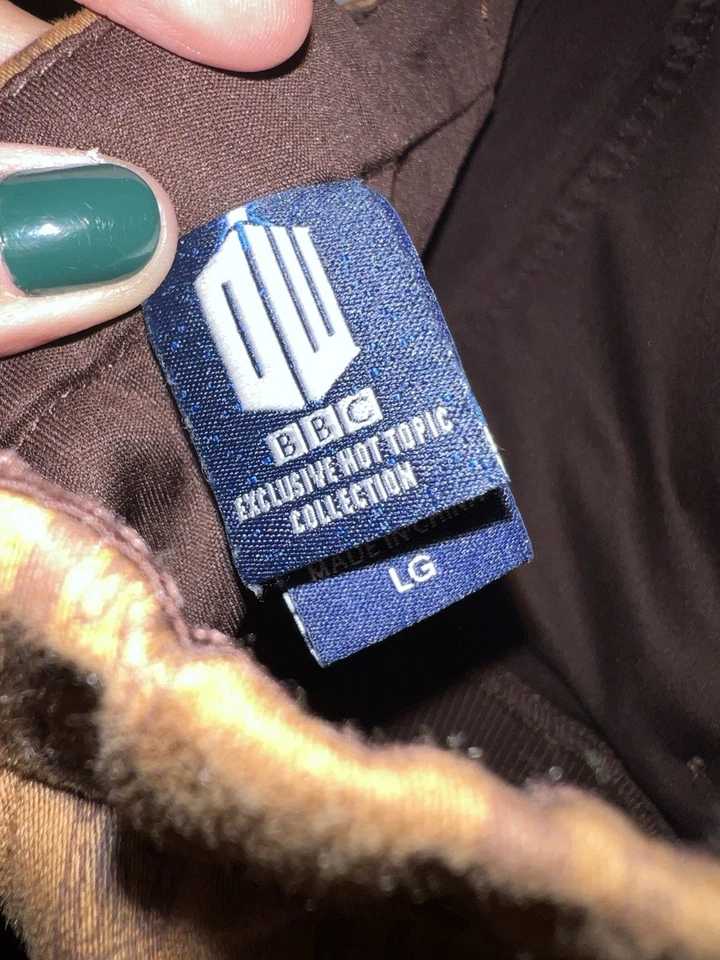 DW
BBC
EXCLUSIVE HOT TOPIC
COLLECTION
MADE IN CHINA
LG